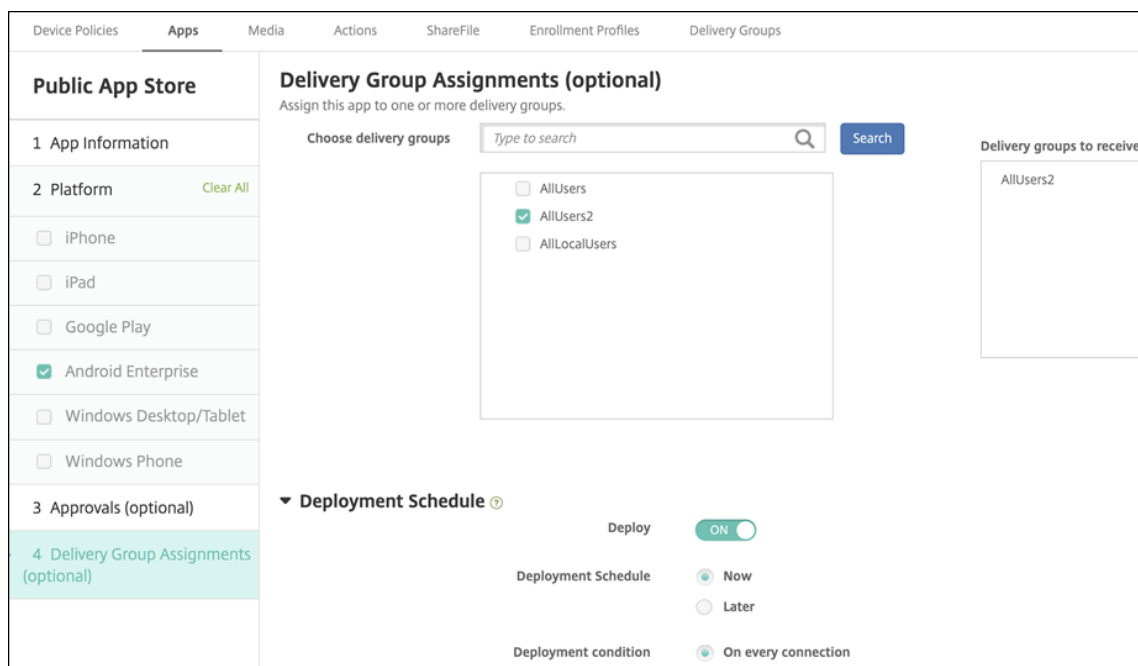 Device Policies Apps Media Actions ShareFile Enrollment Profiles Delivery Groups
Public App Store
1 App Information
2 Platform Clear All
iPhone
iPad
Google Play
Android Enterprise
Windows Desktop/Tablet
Windows Phone
3 Approvals (optional)
4 Delivery Group Assignments
(optional)
Delivery Group Assignments (optional)
Assign this app to one or more delivery groups.
Choose delivery groups Type to search Search
AllUsers
AllUsers2
AllLocalUsers
Delivery groups to receive
AllUsers2
Deployment Schedule ?
Deploy ON
Deployment Schedule Now
Later
Deployment condition On every connection